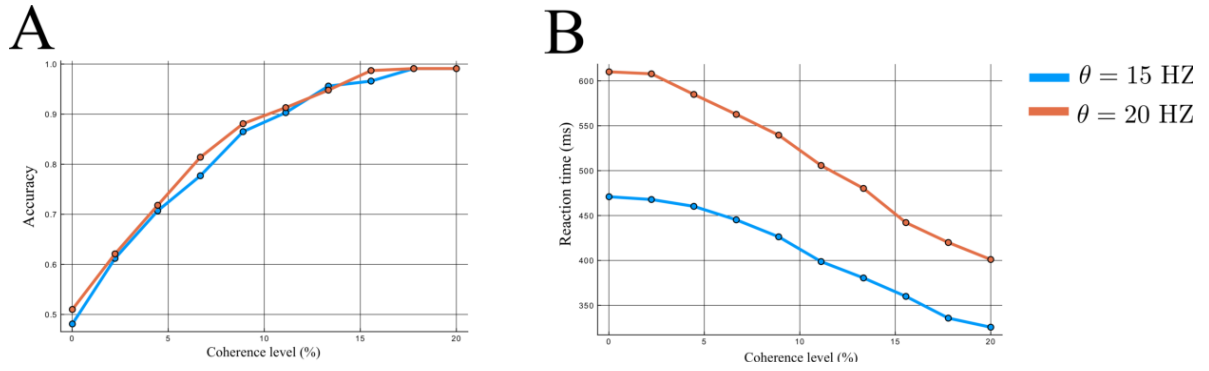 A
1.0
0.9
0.8
0.7
0.6
0.5
Accuracy
0 5 10 15 20
Coherence level (%)
B
600
550
500
450
400
350
Reaction time (ms)
0 5 10 15 20
Coherence level (%)
θ = 15 HZ
θ = 20 HZ